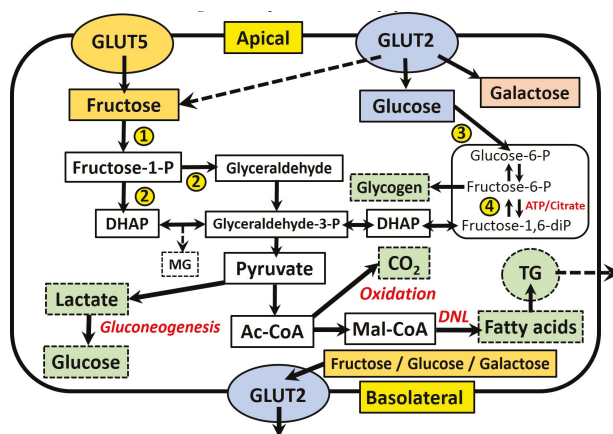 GLUT5
Apical
GLUT2
Fructose
Glucose
Galactose
1
3
Fructose-1-P
2
Glyceraldehyde
Glucose-6-P
Glycogen
Fructose-6-P
2
4
ATP/Citrate
DHAP
Glyceraldehyde-3-P
DHAP
Fructose-1,6-diP
MG
Pyruvate
CO2
TG
Lactate
Oxidation
Gluconeogenesis
Ac-CoA
Mal-CoA
DNL
Fatty acids
Glucose
Fructose / Glucose / Galactose
GLUT2
Basolateral